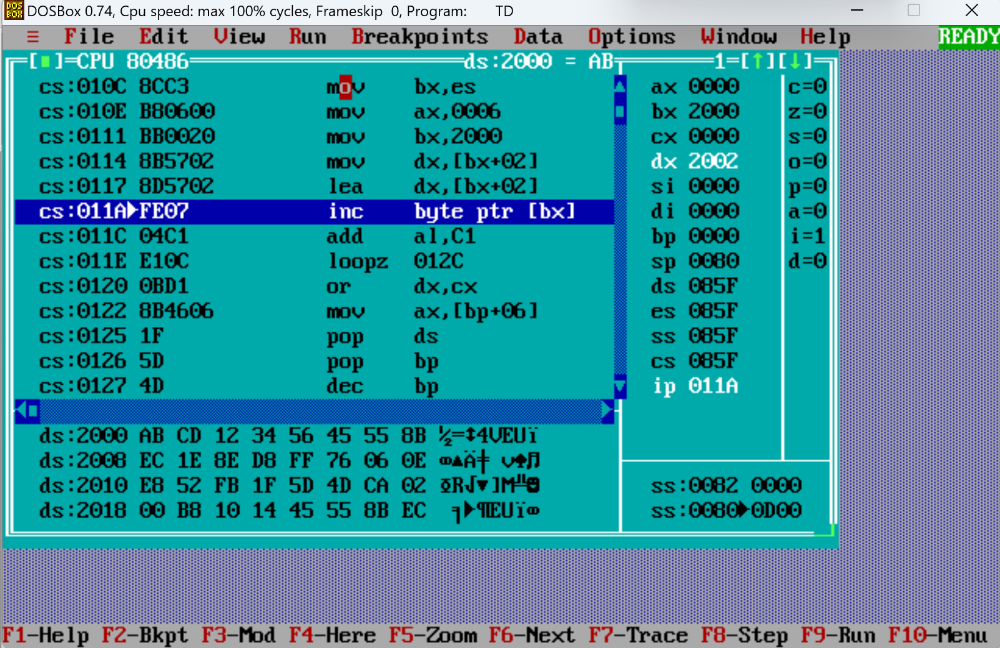 DOSBox 0.74, Cpu speed: max 100% cycles, Frameskip 0, Program: TD
≡ File Edit View Run Breakpoints Data Options Window Help READY
[■]=CPU 80486 ds:2000 = AB 1=[↑][↓]
cs:010C 8CC3 mov bx,es ax 0000 c=0
cs:010E B80600 mov ax,0006 bx 2000 z=0
cs:0111 BB0020 mov bx,2000 cx 0000 s=0
cs:0114 8B5702 mov dx,[bx+02] dx 2002 o=0
cs:0117 8D5702 lea dx,[bx+02] si 0000 p=0
cs:011A►FE07 inc byte ptr [bx] di 0000 a=0
cs:011C 04C1 add al,C1 bp 0000 i=1
cs:011E E10C loopz 012C sp 0080 d=0
cs:0120 0BD1 or dx,cx ds 085F
cs:0122 8B4606 mov ax,[bp+06] es 085F
cs:0125 1F pop ds ss 085F
cs:0126 5D pop bp cs 085F
cs:0127 4D dec bp ip 011A
ds:2000 AB CD 12 34 56 45 55 8B ½=↕4VEUï
ds:2008 EC 1E 8E D8 FF 76 06 0E ∞▲Ä╪ v♠♫
ds:2010 E8 52 FB 1F 5D 4D CA 02 ΦR√▼]M╩☻ ss:0082 0000
ds:2018 00 B8 10 14 45 55 8B EC ╕►¶EUï∞ ss:0080►0D00
F1-Help F2-Bkpt F3-Mod F4-Here F5-Zoom F6-Next F7-Trace F8-Step F9-Run F10-Menu